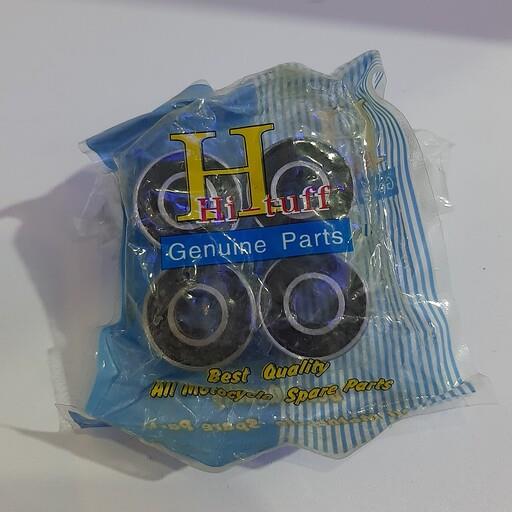 H
Hi tuff
Genuine Parts
Best Quality
All Motorcycle Spare Parts